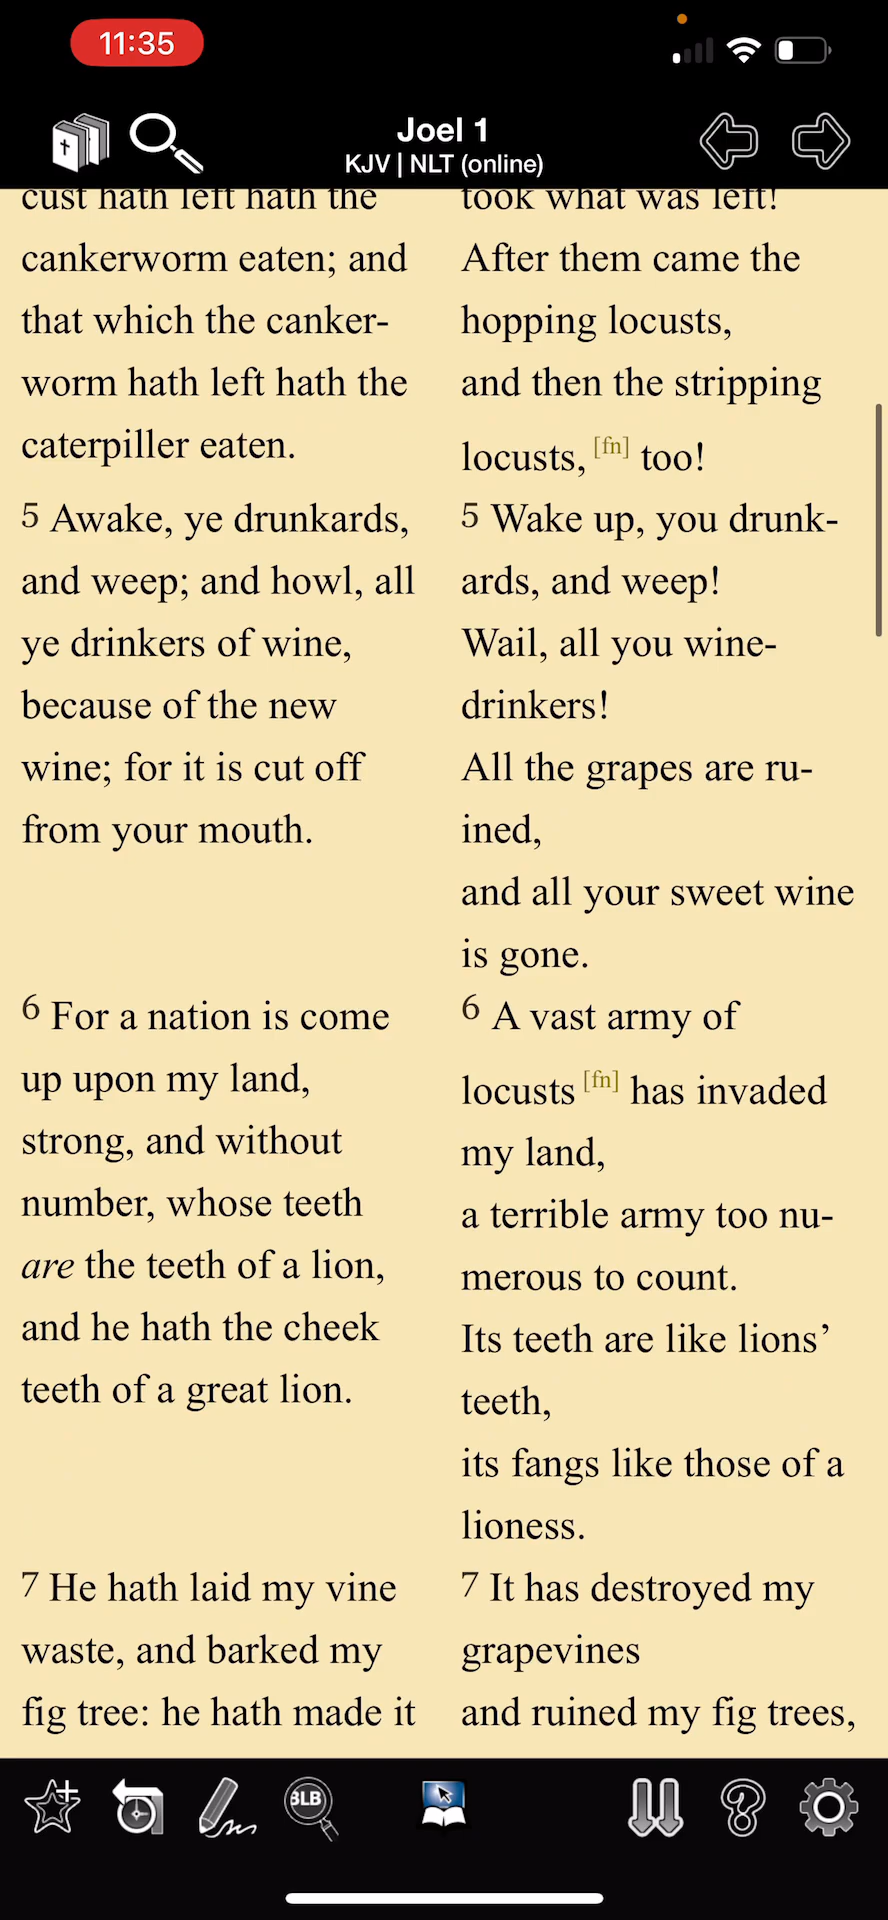 11:35
Joel 1
KJV | NLT (online)
cust hath left hath the
cankerworm eaten; and
that which the canker-
worm hath left hath the
caterpiller eaten.
5 Awake, ye drunkards,
and weep; and howl, all
ye drinkers of wine,
because of the new
wine; for it is cut off
from your mouth.
6 For a nation is come
up upon my land,
strong, and without
number, whose teeth
are the teeth of a lion,
and he hath the cheek
teeth of a great lion.
7 He hath laid my vine
waste, and barked my
fig tree: he hath made it
took what was left!
After them came the
hopping locusts,
and then the stripping
locusts, [fn] too!
5 Wake up, you drunk-
ards, and weep!
Wail, all you wine-
drinkers!
All the grapes are ru-
ined,
and all your sweet wine
is gone.
6 A vast army of
locusts [fn] has invaded
my land,
a terrible army too nu-
merous to count.
Its teeth are like lions’
teeth,
its fangs like those of a
lioness.
7 It has destroyed my
grapevines
and ruined my fig trees,
BLB